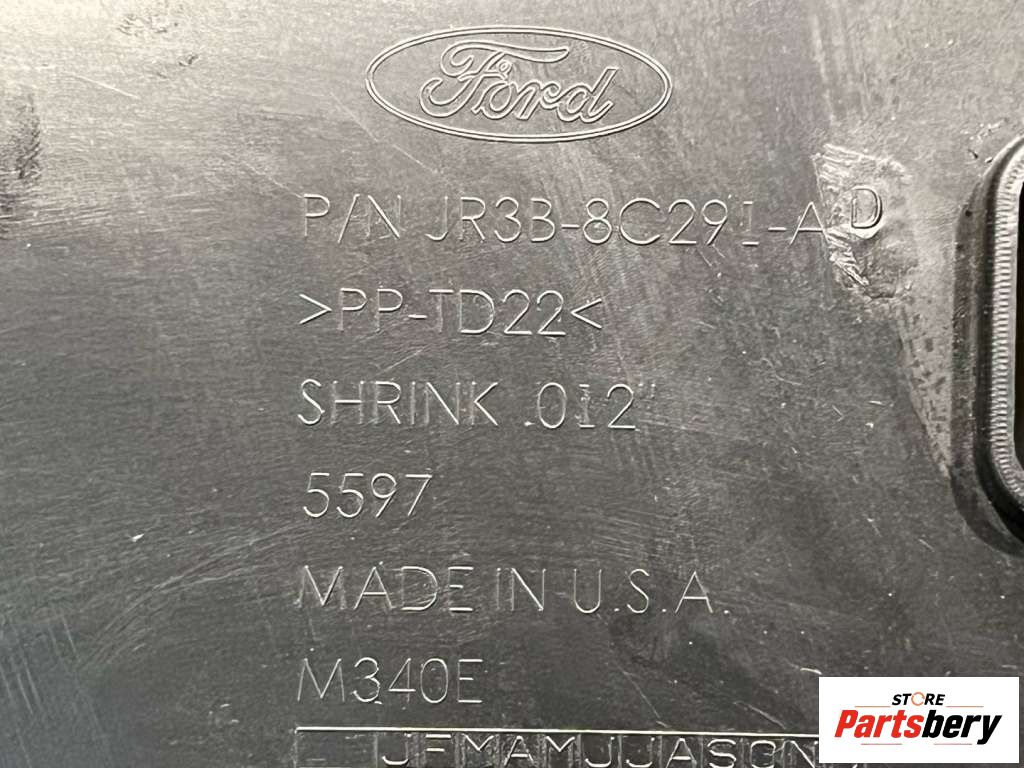 Ford
P/N JR3B-8C291-AD
>PP-TD22<
SHRINK .012"
5597
MADE IN U.S.A.
M340E
JFMAMJJASON
STORE
Partsbery